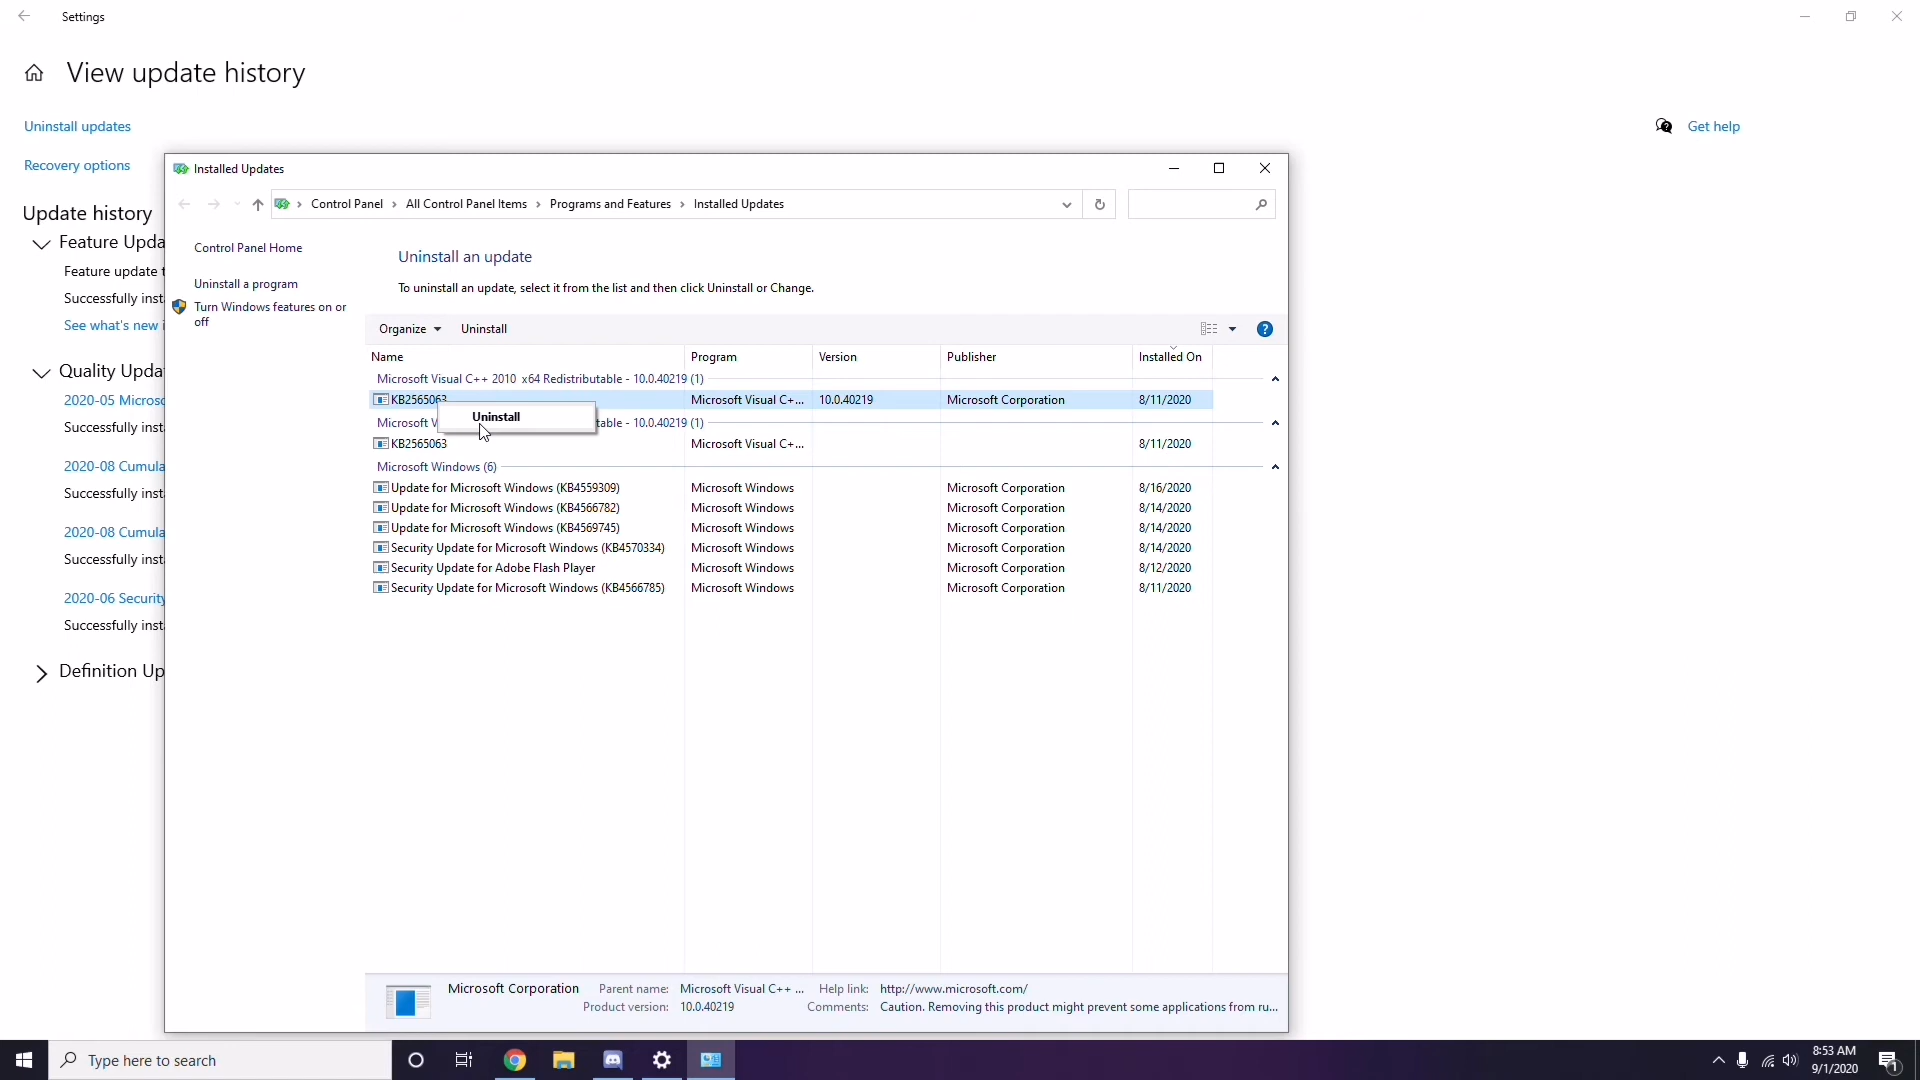 Settings
View update history
Uninstall updates
Get help
Recovery options
Update history
Feature Upda
Feature update t
Successfully inst
See what's new i
Quality Upda
2020-05 Microso
Successfully inst
2020-08 Cumula
Successfully inst
2020-08 Cumula
Successfully inst
2020-06 Security
Successfully inst
Definition Up
Installed Updates
Control Panel › All Control Panel Items › Programs and Features › Installed Updates
Control Panel Home
Uninstall a program
Turn Windows features on or
off
Uninstall an update
To uninstall an update, select it from the list and then click Uninstall or Change.
Organize Uninstall
Name Program Version Publisher Installed On
Microsoft Visual C++ 2010 x64 Redistributable - 10.0.40219 (1)
KB2565063 Microsoft Visual C+... 10.0.40219 Microsoft Corporation 8/11/2020
Uninstall
Microsoft V table - 10.0.40219 (1)
KB2565063 Microsoft Visual C+... 8/11/2020
Microsoft Windows (6)
Update for Microsoft Windows (KB4559309) Microsoft Windows Microsoft Corporation 8/16/2020
Update for Microsoft Windows (KB4566782) Microsoft Windows Microsoft Corporation 8/14/2020
Update for Microsoft Windows (KB4569745) Microsoft Windows Microsoft Corporation 8/14/2020
Security Update for Microsoft Windows (KB4570334) Microsoft Windows Microsoft Corporation 8/14/2020
Security Update for Adobe Flash Player Microsoft Windows Microsoft Corporation 8/12/2020
Security Update for Microsoft Windows (KB4566785) Microsoft Windows Microsoft Corporation 8/11/2020
Microsoft Corporation Parent name: Microsoft Visual C++ ... Help link: http://www.microsoft.com/
Product version: 10.0.40219 Comments: Caution. Removing this product might prevent some applications from ru...
Type here to search
8:53 AM
9/1/2020
1